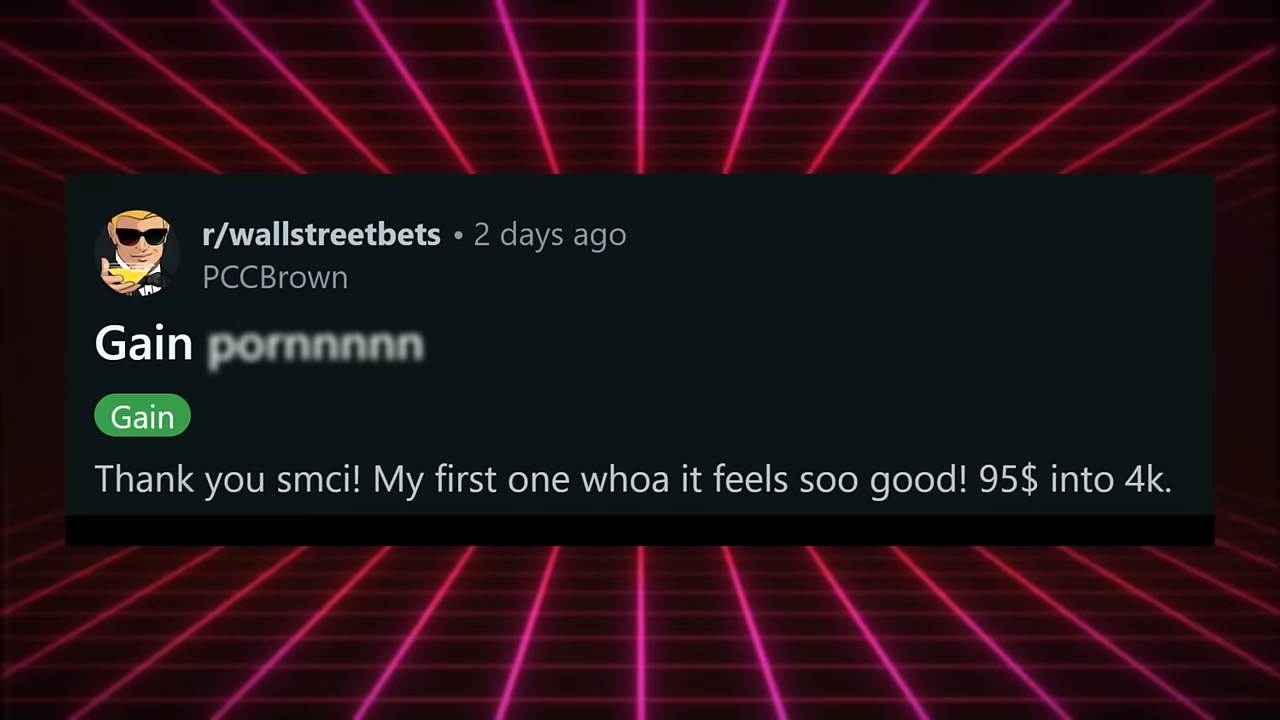 r/wallstreetbets • 2 days ago
PCCBrown
Gain pornnnnn
Gain
Thank you smci! My first one whoa it feels soo good! 95$ into 4k.